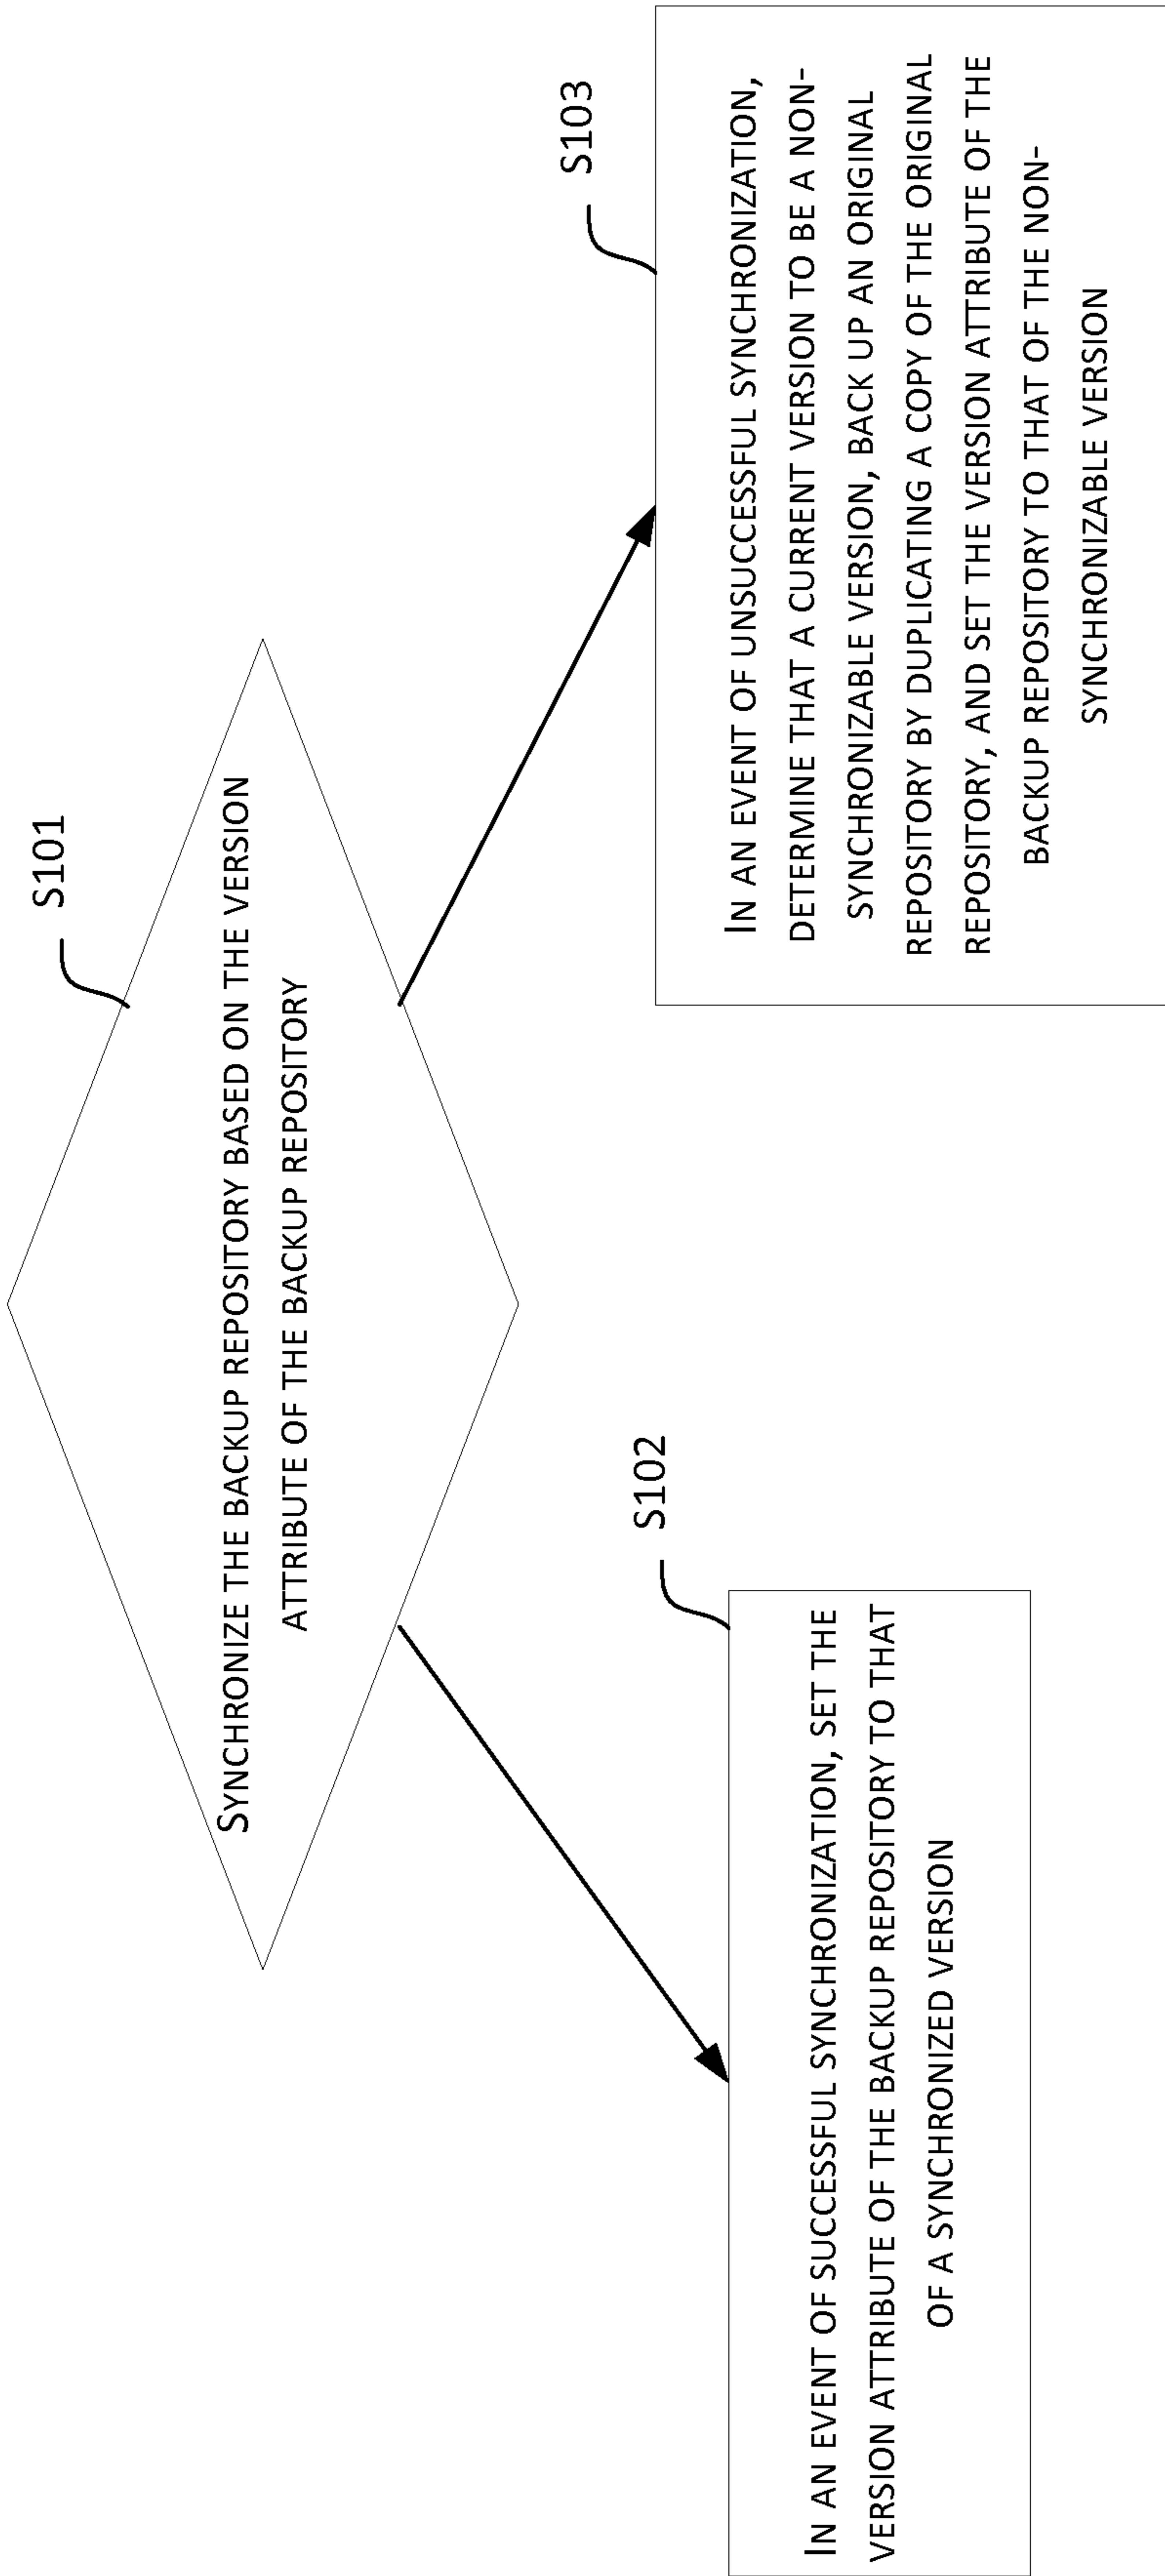 S101
SYNCHRONIZE THE BACKUP REPOSITORY BASED ON THE VERSION
ATTRIBUTE OF THE BACKUP REPOSITORY
S102
IN AN EVENT OF SUCCESSFUL SYNCHRONIZATION, SET THE
VERSION ATTRIBUTE OF THE BACKUP REPOSITORY TO THAT
OF A SYNCHRONIZED VERSION
S103
IN AN EVENT OF UNSUCCESSFUL SYNCHRONIZATION,
DETERMINE THAT A CURRENT VERSION TO BE A NON-
SYNCHRONIZABLE VERSION, BACK UP AN ORIGINAL
REPOSITORY BY DUPLICATING A COPY OF THE ORIGINAL
REPOSITORY, AND SET THE VERSION ATTRIBUTE OF THE
BACKUP REPOSITORY TO THAT OF THE NON-
SYNCHRONIZABLE VERSION